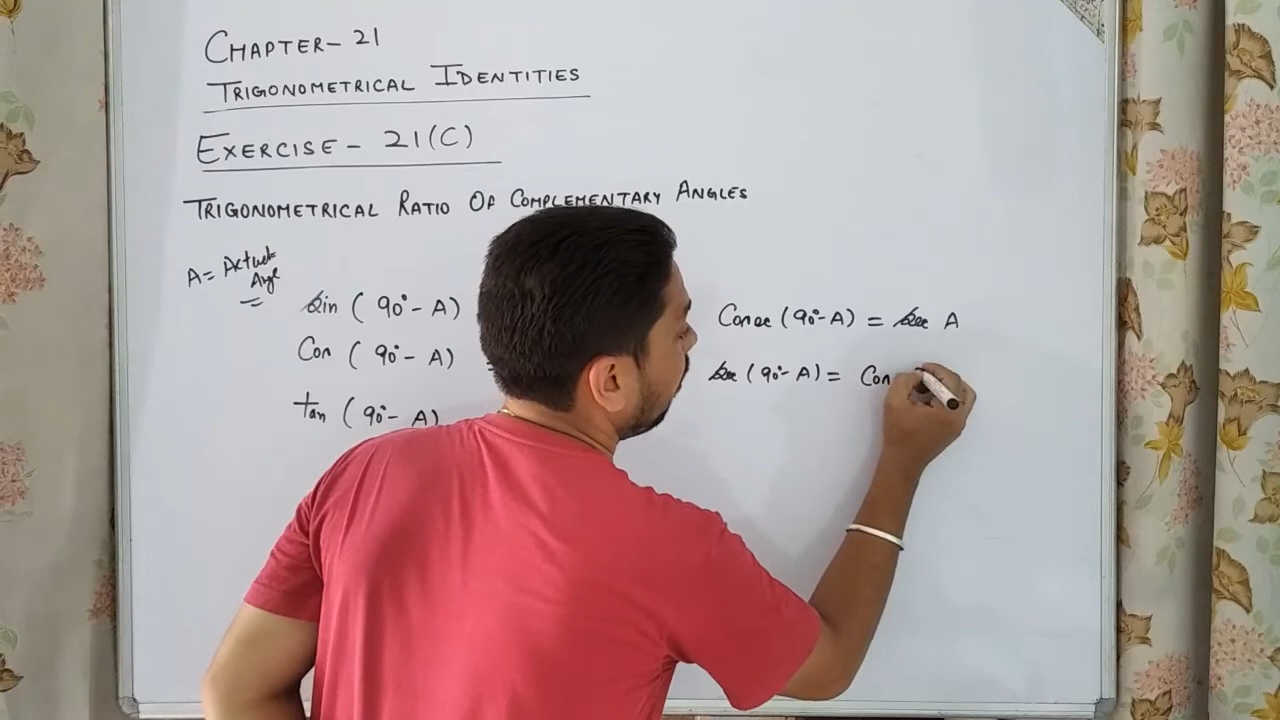 CHAPTER-21
TRIGONOMETRICAL IDENTITIES
EXERCISE - 21(C)
TRIGONOMETRICAL RATIO OF COMPLEMENTARY ANGLES
A = Actual Angle
sin (90° - A)
Cos (90° - A)
tan (90° - A)
Cosec (90° - A) = sec A
sec (90° - A) = Cos